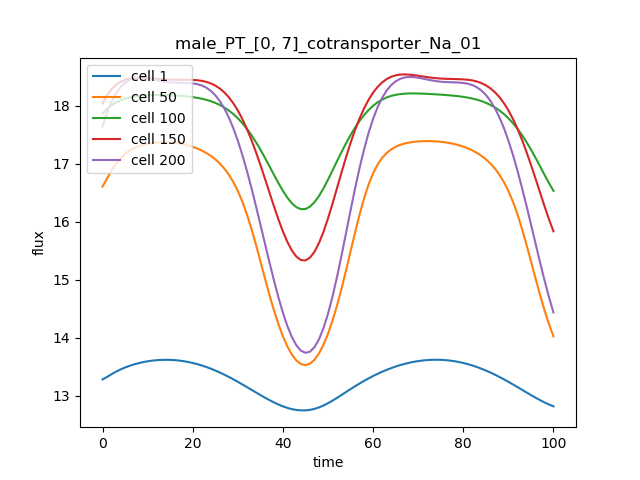 male_PT_[0, 7]_cotransporter_Na_01
cell 1
cell 50
cell 100
cell 150
cell 200
flux
18
17
16
15
14
13
0 20 40 60 80 100
time